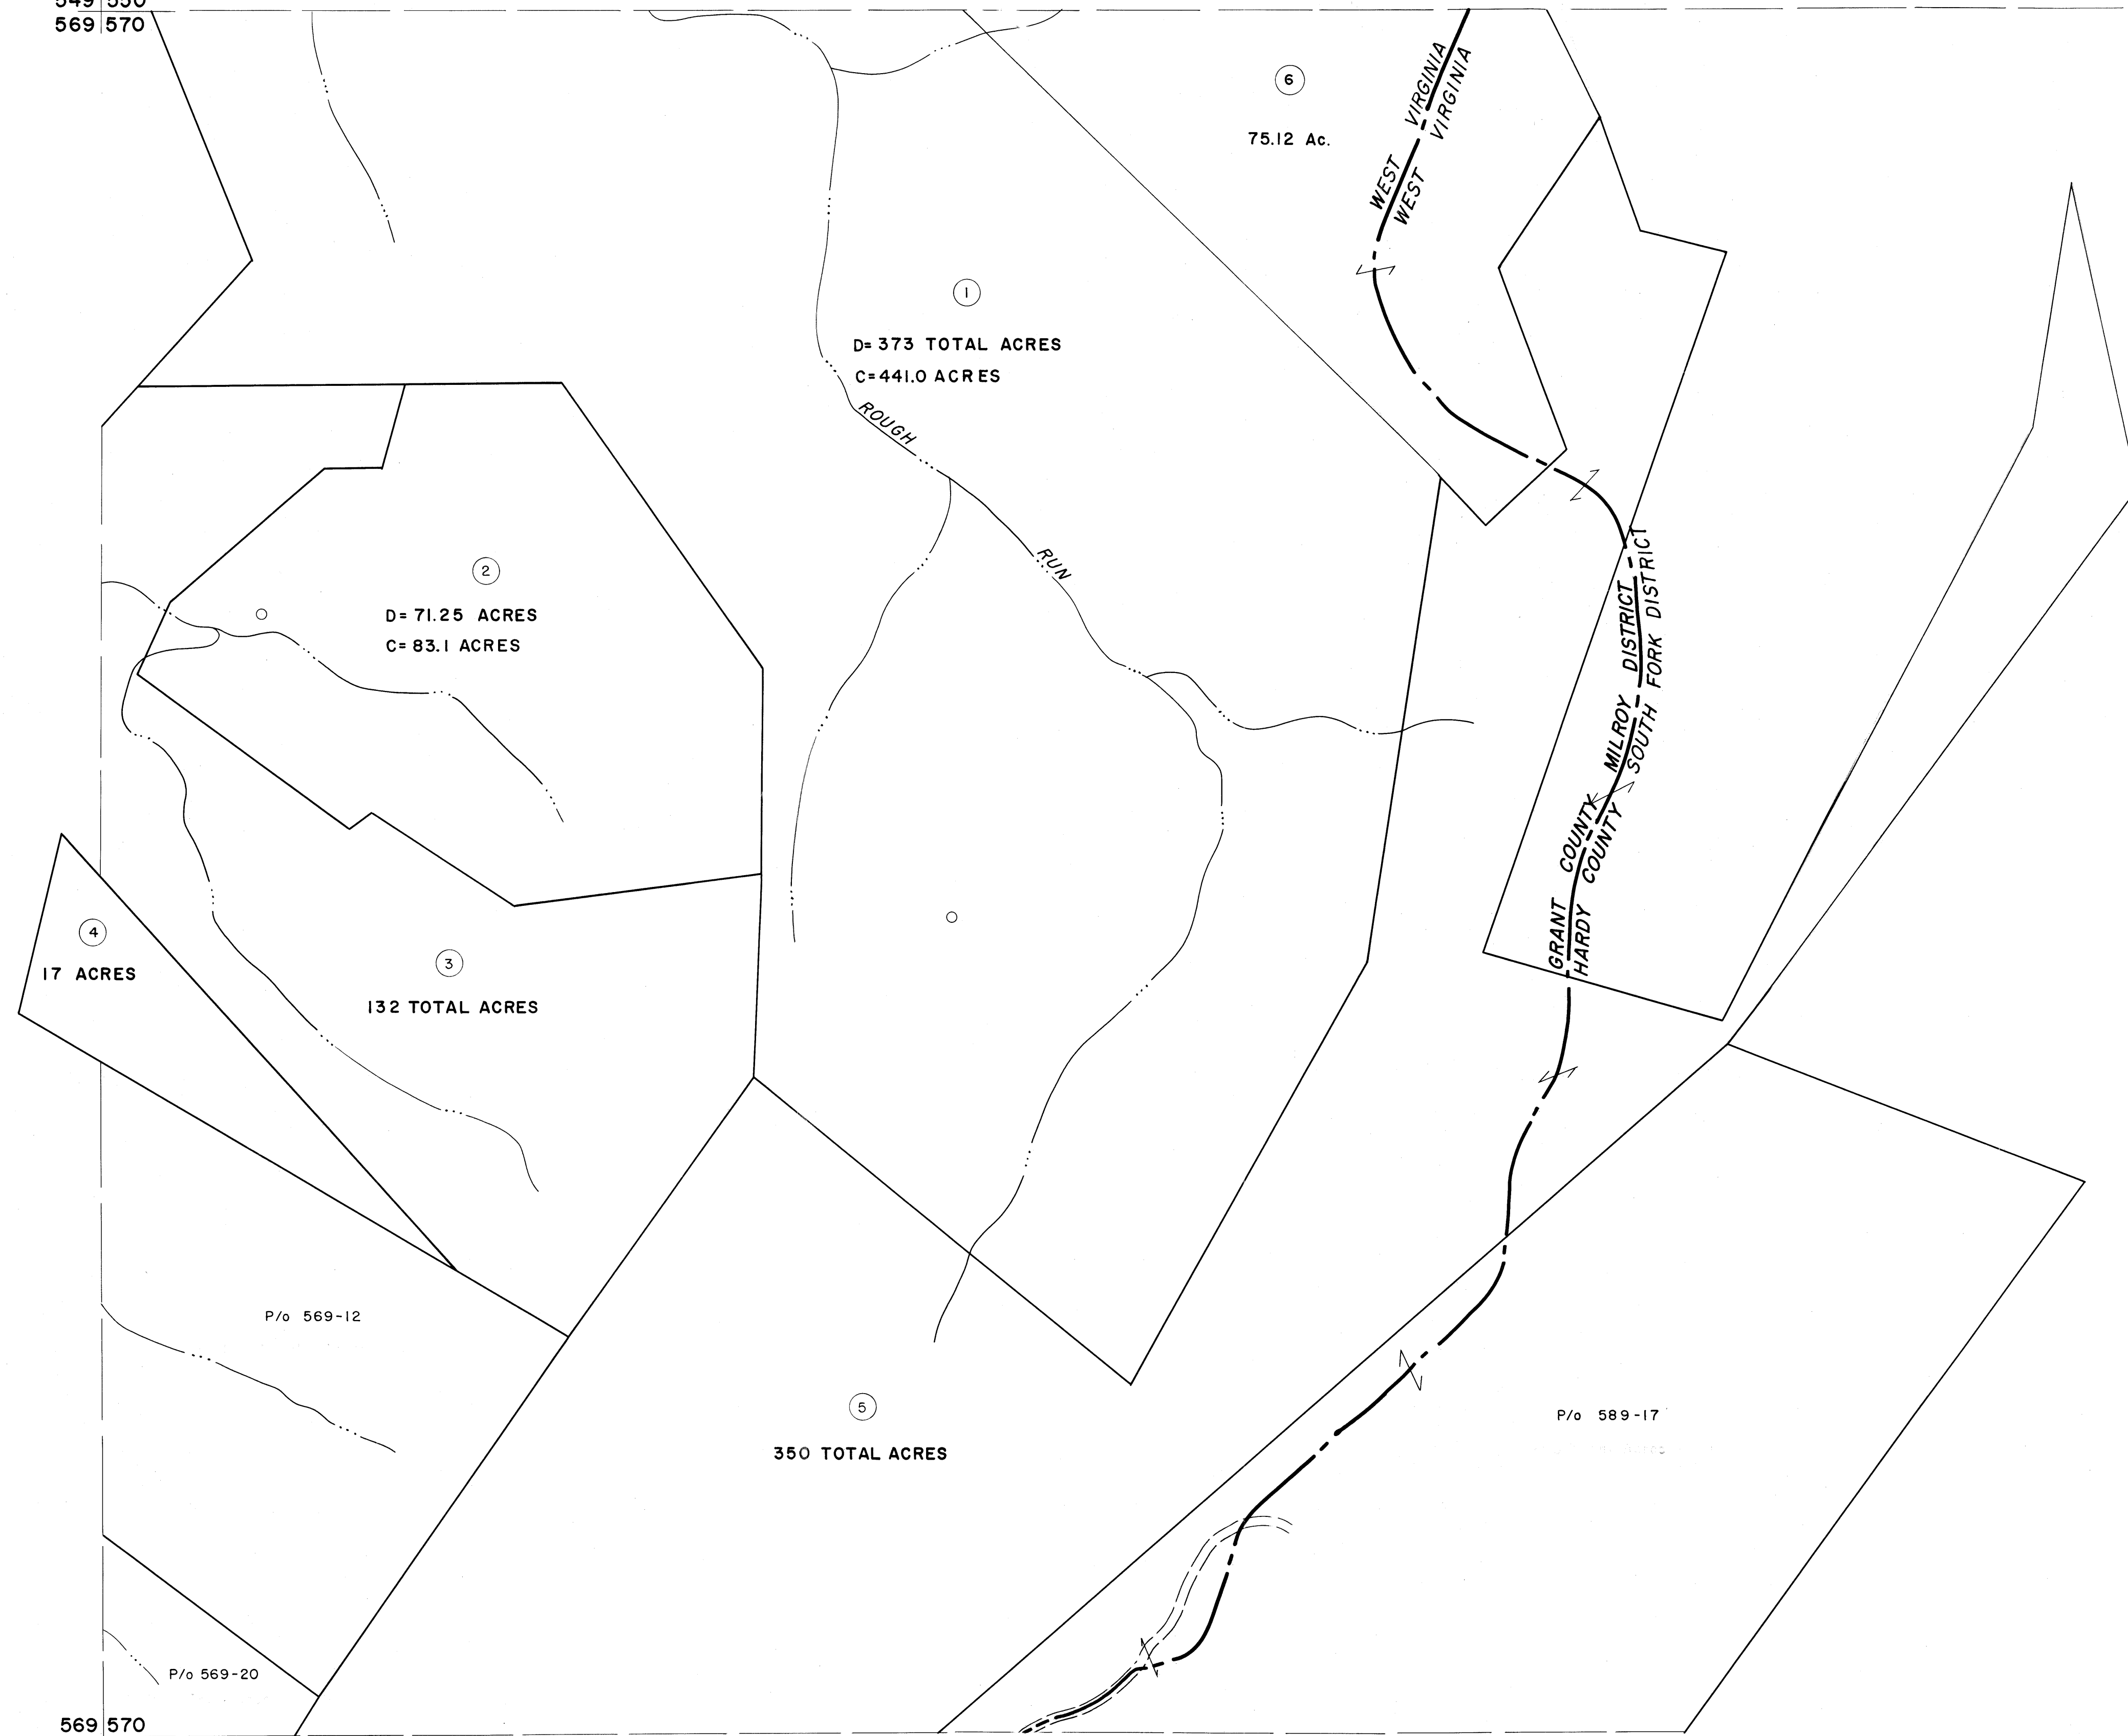 549 550
569 570
6
75.12 Ac.
WEST VIRGINIA
WEST VIRGINIA
1
D= 373 TOTAL ACRES
C=441.0 ACRES
ROUGH RUN
2
D= 71.25 ACRES
C= 83.1 ACRES
MILROY DISTRICT
SOUTH FORK DISTRICT
GRANT COUNTY
HARDY COUNTY
4
17 ACRES
3
132 TOTAL ACRES
P/o 569-12
5
350 TOTAL ACRES
P/o 589-17
P/o 569-20
569 570